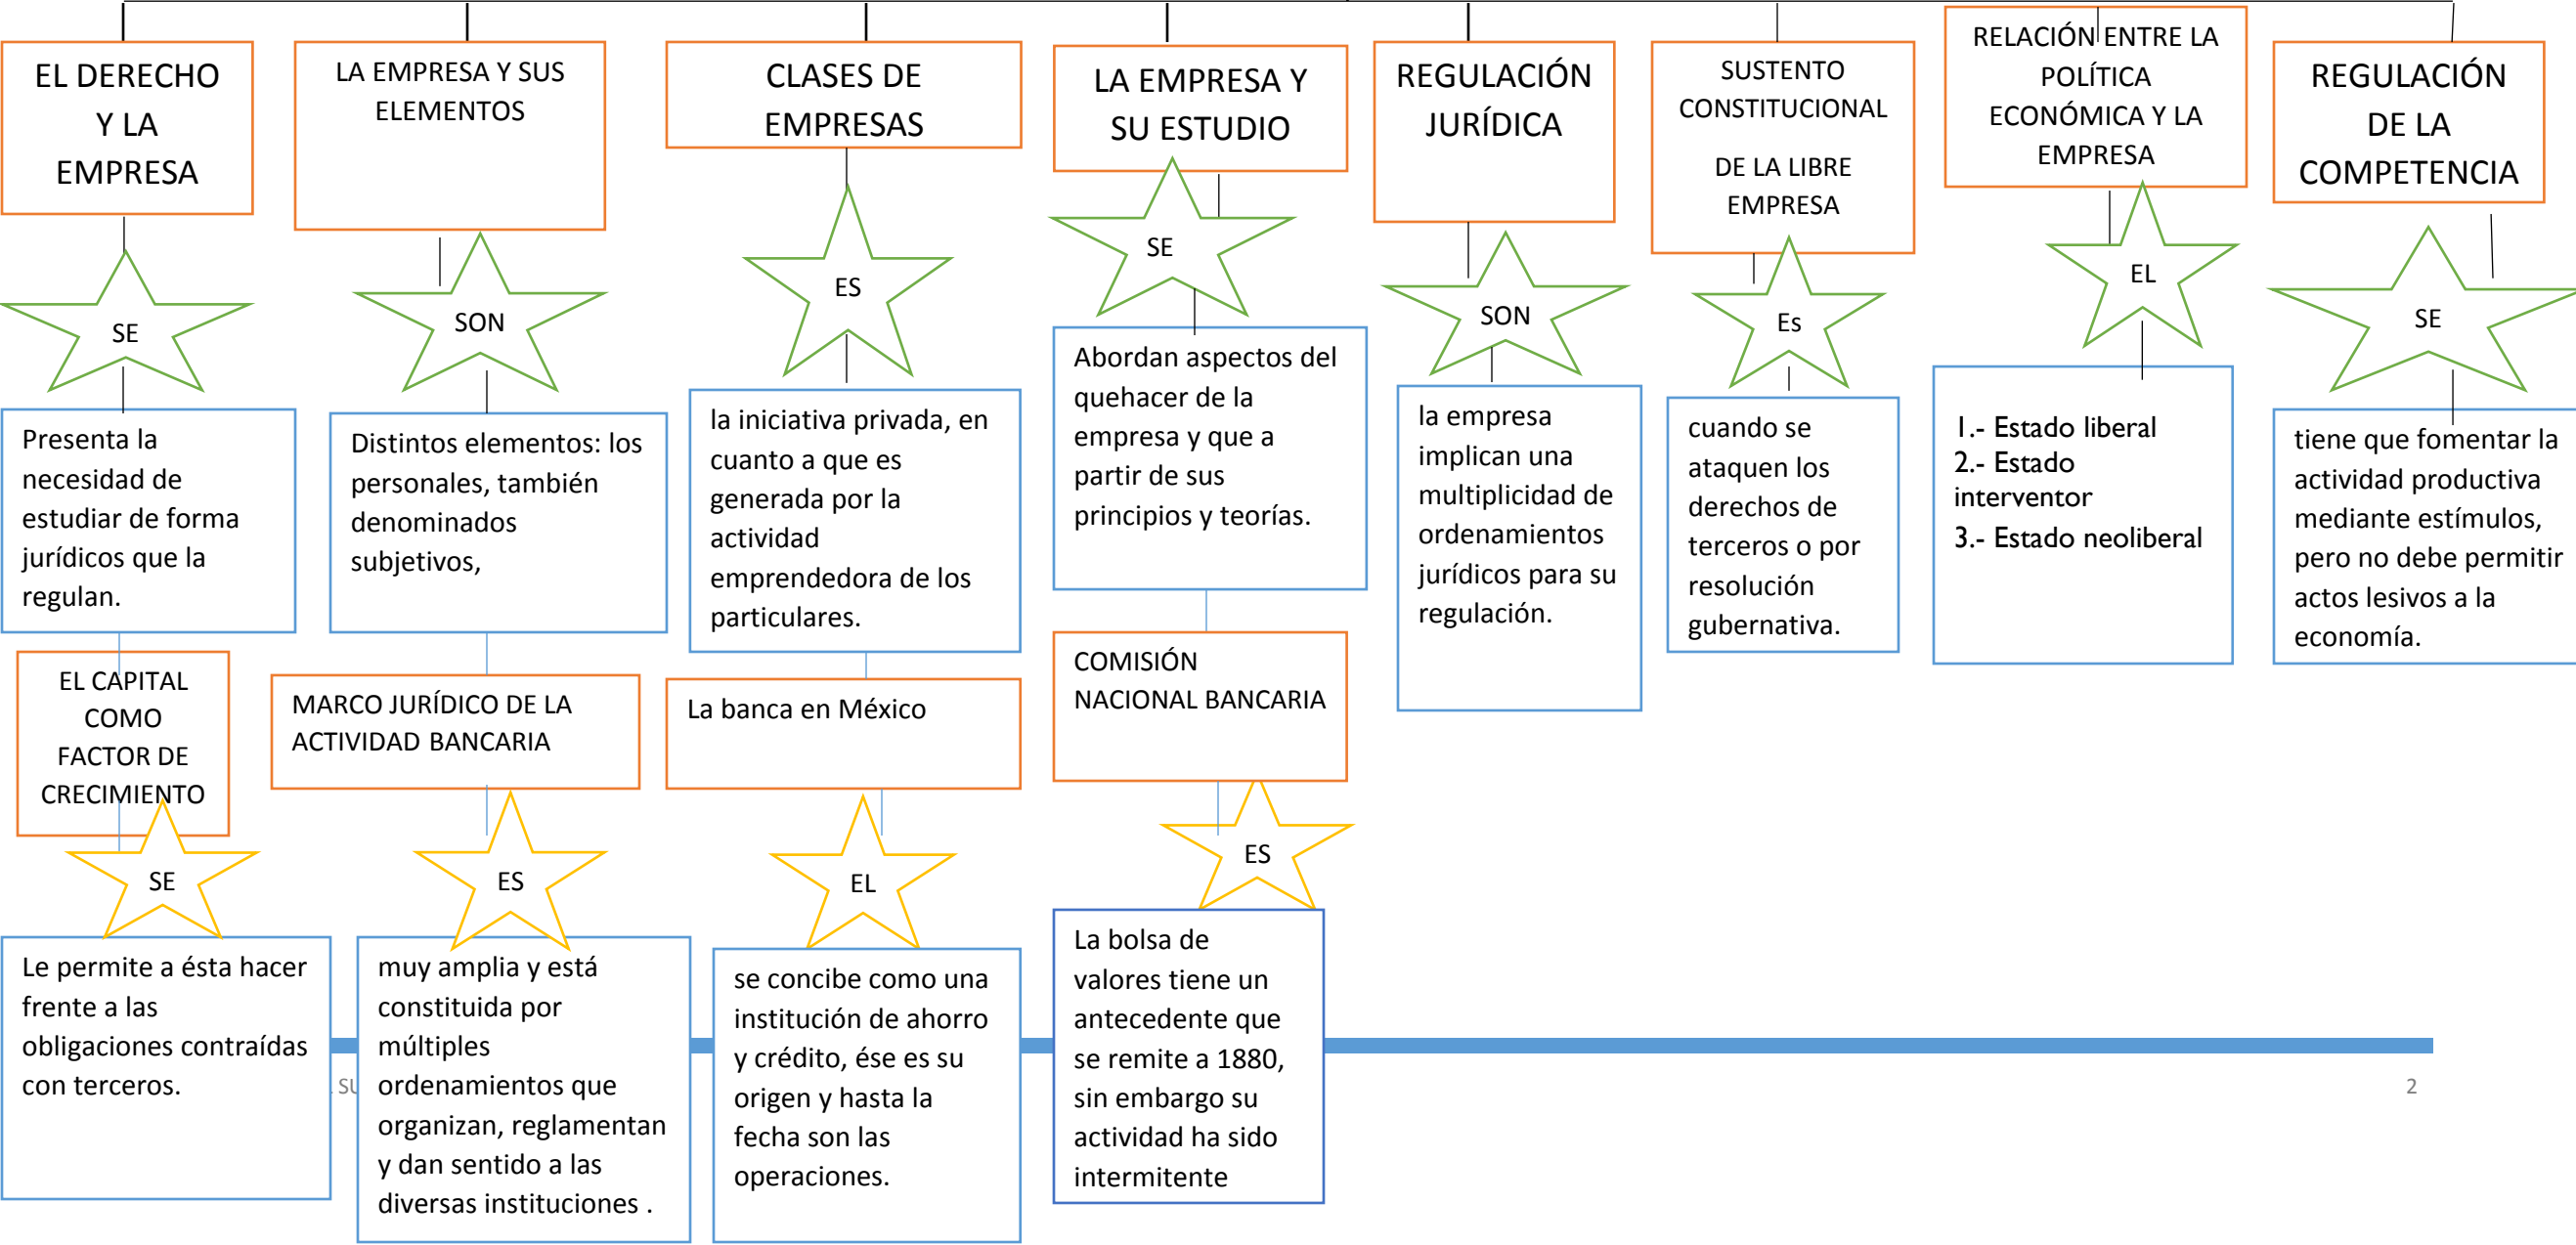 EL DERECHO
Y LA
EMPRESA
SE
Presenta la
necesidad de
estudiar de forma
jurídicos que la
regulan.
EL CAPITAL
COMO
FACTOR DE
CRECIMIENTO
SE
Le permite a ésta hacer
frente a las
obligaciones contraídas
con terceros.
LA EMPRESA Y SUS
ELEMENTOS
SON
Distintos elementos: los
personales, también
denominados
subjetivos,
MARCO JURÍDICO DE LA
ACTIVIDAD BANCARIA
ES
muy amplia y está
constituida por
múltiples
ordenamientos que
organizan, reglamentan
y dan sentido a las
diversas instituciones .
CLASES DE
EMPRESAS
ES
la iniciativa privada, en
cuanto a que es
generada por la
actividad
emprendedora de los
particulares.
La banca en México
EL
se concibe como una
institución de ahorro
y crédito, ése es su
origen y hasta la
fecha son las
operaciones.
LA EMPRESA Y
SU ESTUDIO
SE
Abordan aspectos del
quehacer de la
empresa y que a
partir de sus
principios y teorías.
COMISIÓN
NACIONAL BANCARIA
ES
La bolsa de
valores tiene un
antecedente que
se remite a 1880,
sin embargo su
actividad ha sido
intermitente
REGULACIÓN
JURÍDICA
SON
la empresa
implican una
multiplicidad de
ordenamientos
jurídicos para su
regulación.
SUSTENTO
CONSTITUCIONAL
DE LA LIBRE
EMPRESA
Es
cuando se
ataquen los
derechos de
terceros o por
resolución
gubernativa.
RELACIÓN ENTRE LA
POLÍTICA
ECONÓMICA Y LA
EMPRESA
EL
1.- Estado liberal
2.- Estado
interventor
3.- Estado neoliberal
REGULACIÓN
DE LA
COMPETENCIA
SE
tiene que fomentar la
actividad productiva
mediante estímulos,
pero no debe permitir
actos lesivos a la
economía.
2